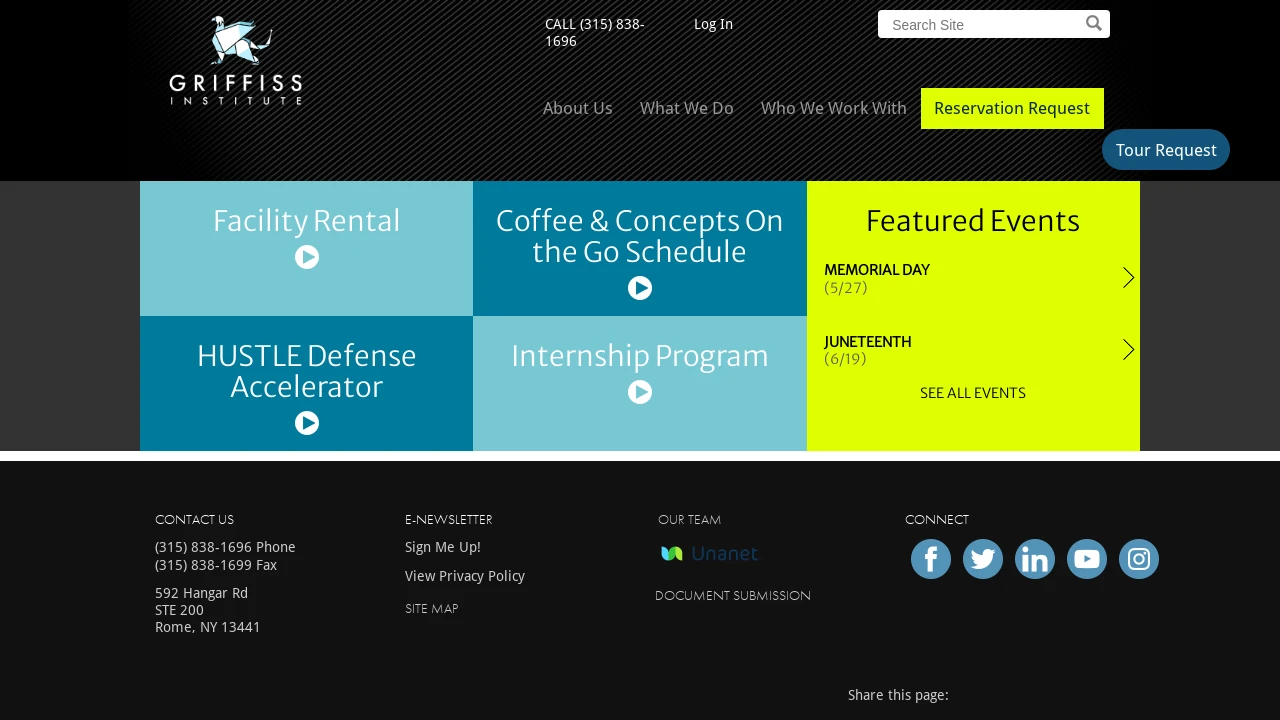 GRIFFISS
INSTITUTE
CALL (315) 838-
1696
Log In
Search Site
About Us
What We Do
Who We Work With
Reservation Request
Tour Request
Facility Rental
Coffee & Concepts On
the Go Schedule
HUSTLE Defense
Accelerator
Internship Program
Featured Events
MEMORIAL DAY
(5/27)
JUNETEENTH
(6/19)
SEE ALL EVENTS
CONTACT US
(315) 838-1696 Phone
(315) 838-1699 Fax
592 Hangar Rd
STE 200
Rome, NY 13441
E-NEWSLETTER
Sign Me Up!
View Privacy Policy
SITE MAP
OUR TEAM
Unanet
DOCUMENT SUBMISSION
CONNECT
Share this page: